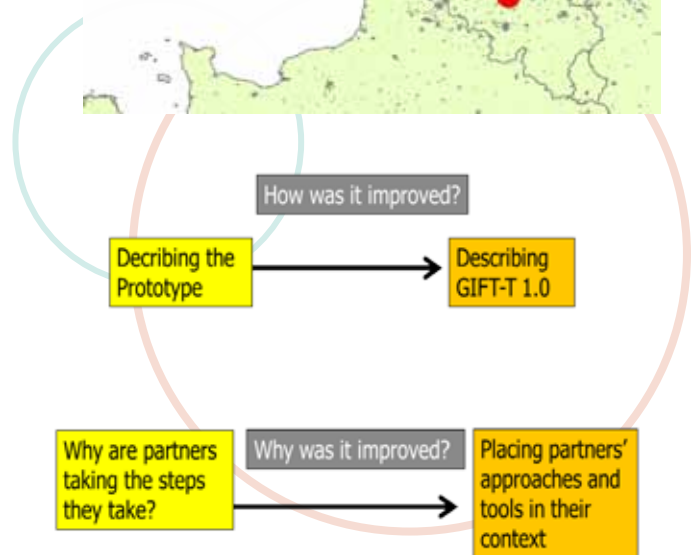 How was it improved?
Decribing the
Prototype
Describing
GIFT-T 1.0
Why are partners
taking the steps
they take?
Why was it improved?
Placing partners'
approaches and
tools in their
context